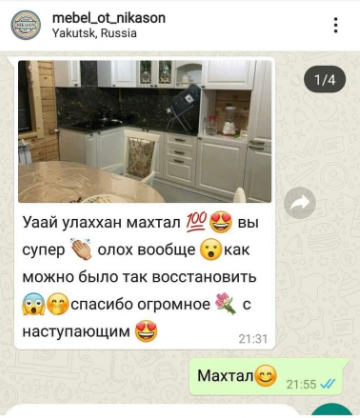 mebel_ot_nikason
Yakutsk, Russia
1/4
Уаай улаххан махтал 💯😍 вы
супер 👏🏼 олох вообще 😮как
можно было так восстановить
😱🤭спасибо огромное 💐 с
наступающим 😍
21:31
Махтал😊 21:55